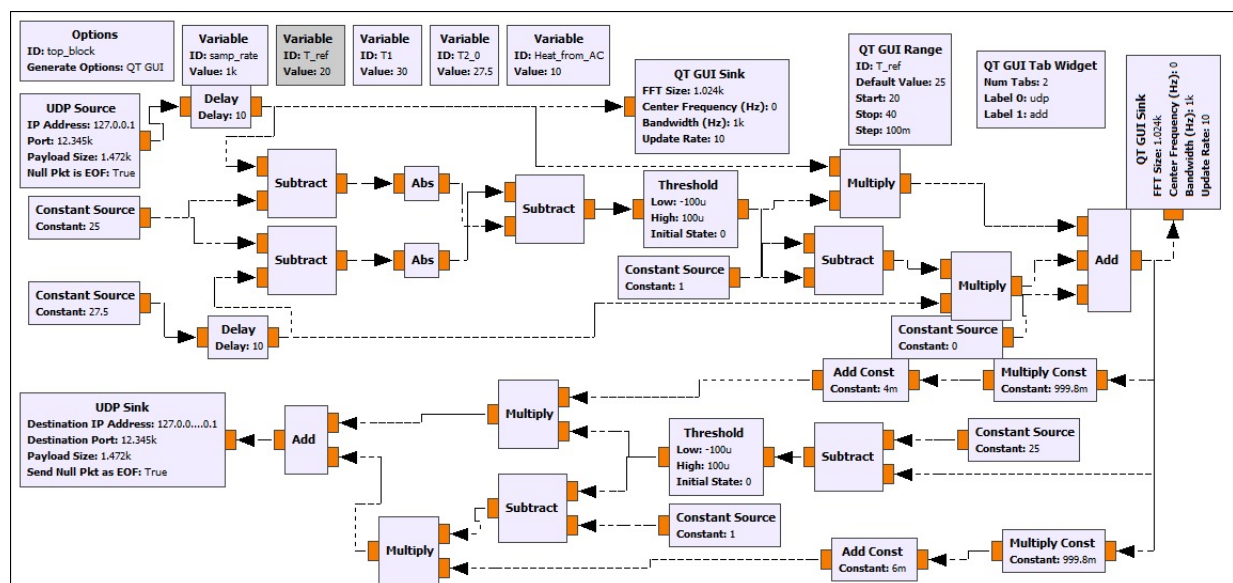 Options
ID: top_block
Generate Options: QT GUI
Variable
ID: samp_rate
Value: 1k
Variable
ID: T_ref
Value: 20
Variable
ID: T1
Value: 30
Variable
ID: T2_0
Value: 27.5
Variable
ID: Heat_from_AC
Value: 10
QT GUI Sink
FFT Size: 1.024k
Center Frequency (Hz): 0
Bandwidth (Hz): 1k
Update Rate: 10
QT GUI Range
ID: T_ref
Default Value: 25
Start: 20
Stop: 40
Step: 100m
QT GUI Tab Widget
Num Tabs: 2
Label 0: udp
Label 1: add
QT GUI Sink
FFT Size: 1.024k
Center Frequency (Hz): 0
Bandwidth (Hz): 1k
Update Rate: 10
UDP Source
IP Address: 127.0.0.1
Port: 12.345k
Payload Size: 1.472k
Null Pkt is EOF: True
Delay
Delay: 10
Subtract
Abs
Subtract
Threshold
Low: -100u
High: 100u
Initial State: 0
Multiply
Constant Source
Constant: 25
Subtract
Abs
Constant Source
Constant: 1
Subtract
Multiply
Add
Constant Source
Constant: 27.5
Delay
Delay: 10
Constant Source
Constant: 0
Add Const
Constant: 4m
Multiply Const
Constant: 999.8m
UDP Sink
Destination IP Address: 127.0.0....0.1
Destination Port: 12.345k
Payload Size: 1.472k
Send Null Pkt as EOF: True
Add
Multiply
Threshold
Low: -100u
High: 100u
Initial State: 0
Subtract
Constant Source
Constant: 25
Subtract
Constant Source
Constant: 1
Multiply
Add Const
Constant: 6m
Multiply Const
Constant: 999.8m